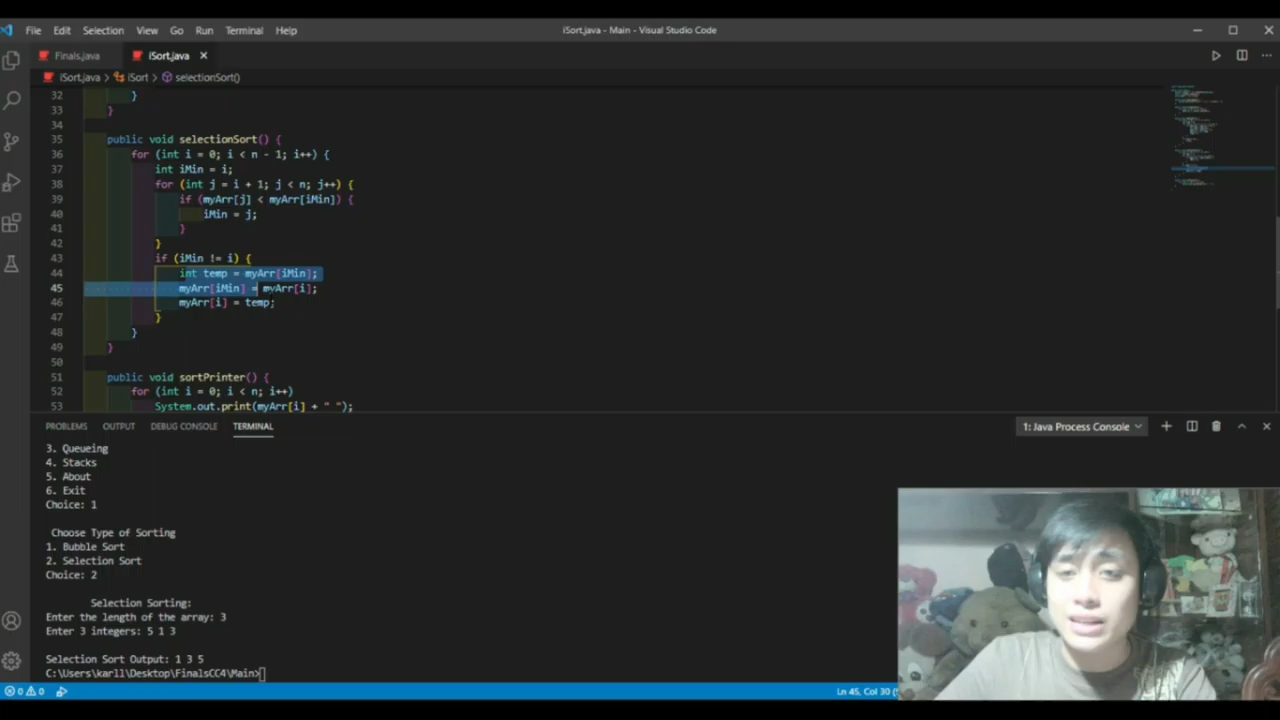 File Edit Selection View Go Run Terminal Help
iSort.java - Main - Visual Studio Code
Finals.java
iSort.java
iSort.java > iSort > selectionSort()
32 }
33 }
34
35 public void selectionSort() {
36 for (int i = 0; i < n - 1; i++) {
37 int iMin = i;
38 for (int j = i + 1; j < n; j++) {
39 if (myArr[j] < myArr[iMin]) {
40 iMin = j;
41 }
42 }
43 if (iMin != i) {
44 int temp = myArr[iMin];
45 myArr[iMin] = myArr[i];
46 myArr[i] = temp;
47 }
48 }
49 }
50
51 public void sortPrinter() {
52 for (int i = 0; i < n; i++)
53 System.out.print(myArr[i] + " ");
PROBLEMS OUTPUT DEBUG CONSOLE TERMINAL
1: Java Process Console
3. Queueing
4. Stacks
5. About
6. Exit
Choice: 1
Choose Type of Sorting
1. Bubble Sort
2. Selection Sort
Choice: 2
Selection Sorting:
Enter the length of the array: 3
Enter 3 integers: 5 1 3
Selection Sort Output: 1 3 5
C:\Users\karll\Desktop\FinalsCC4\Main>
0 0
Ln 45, Col 30